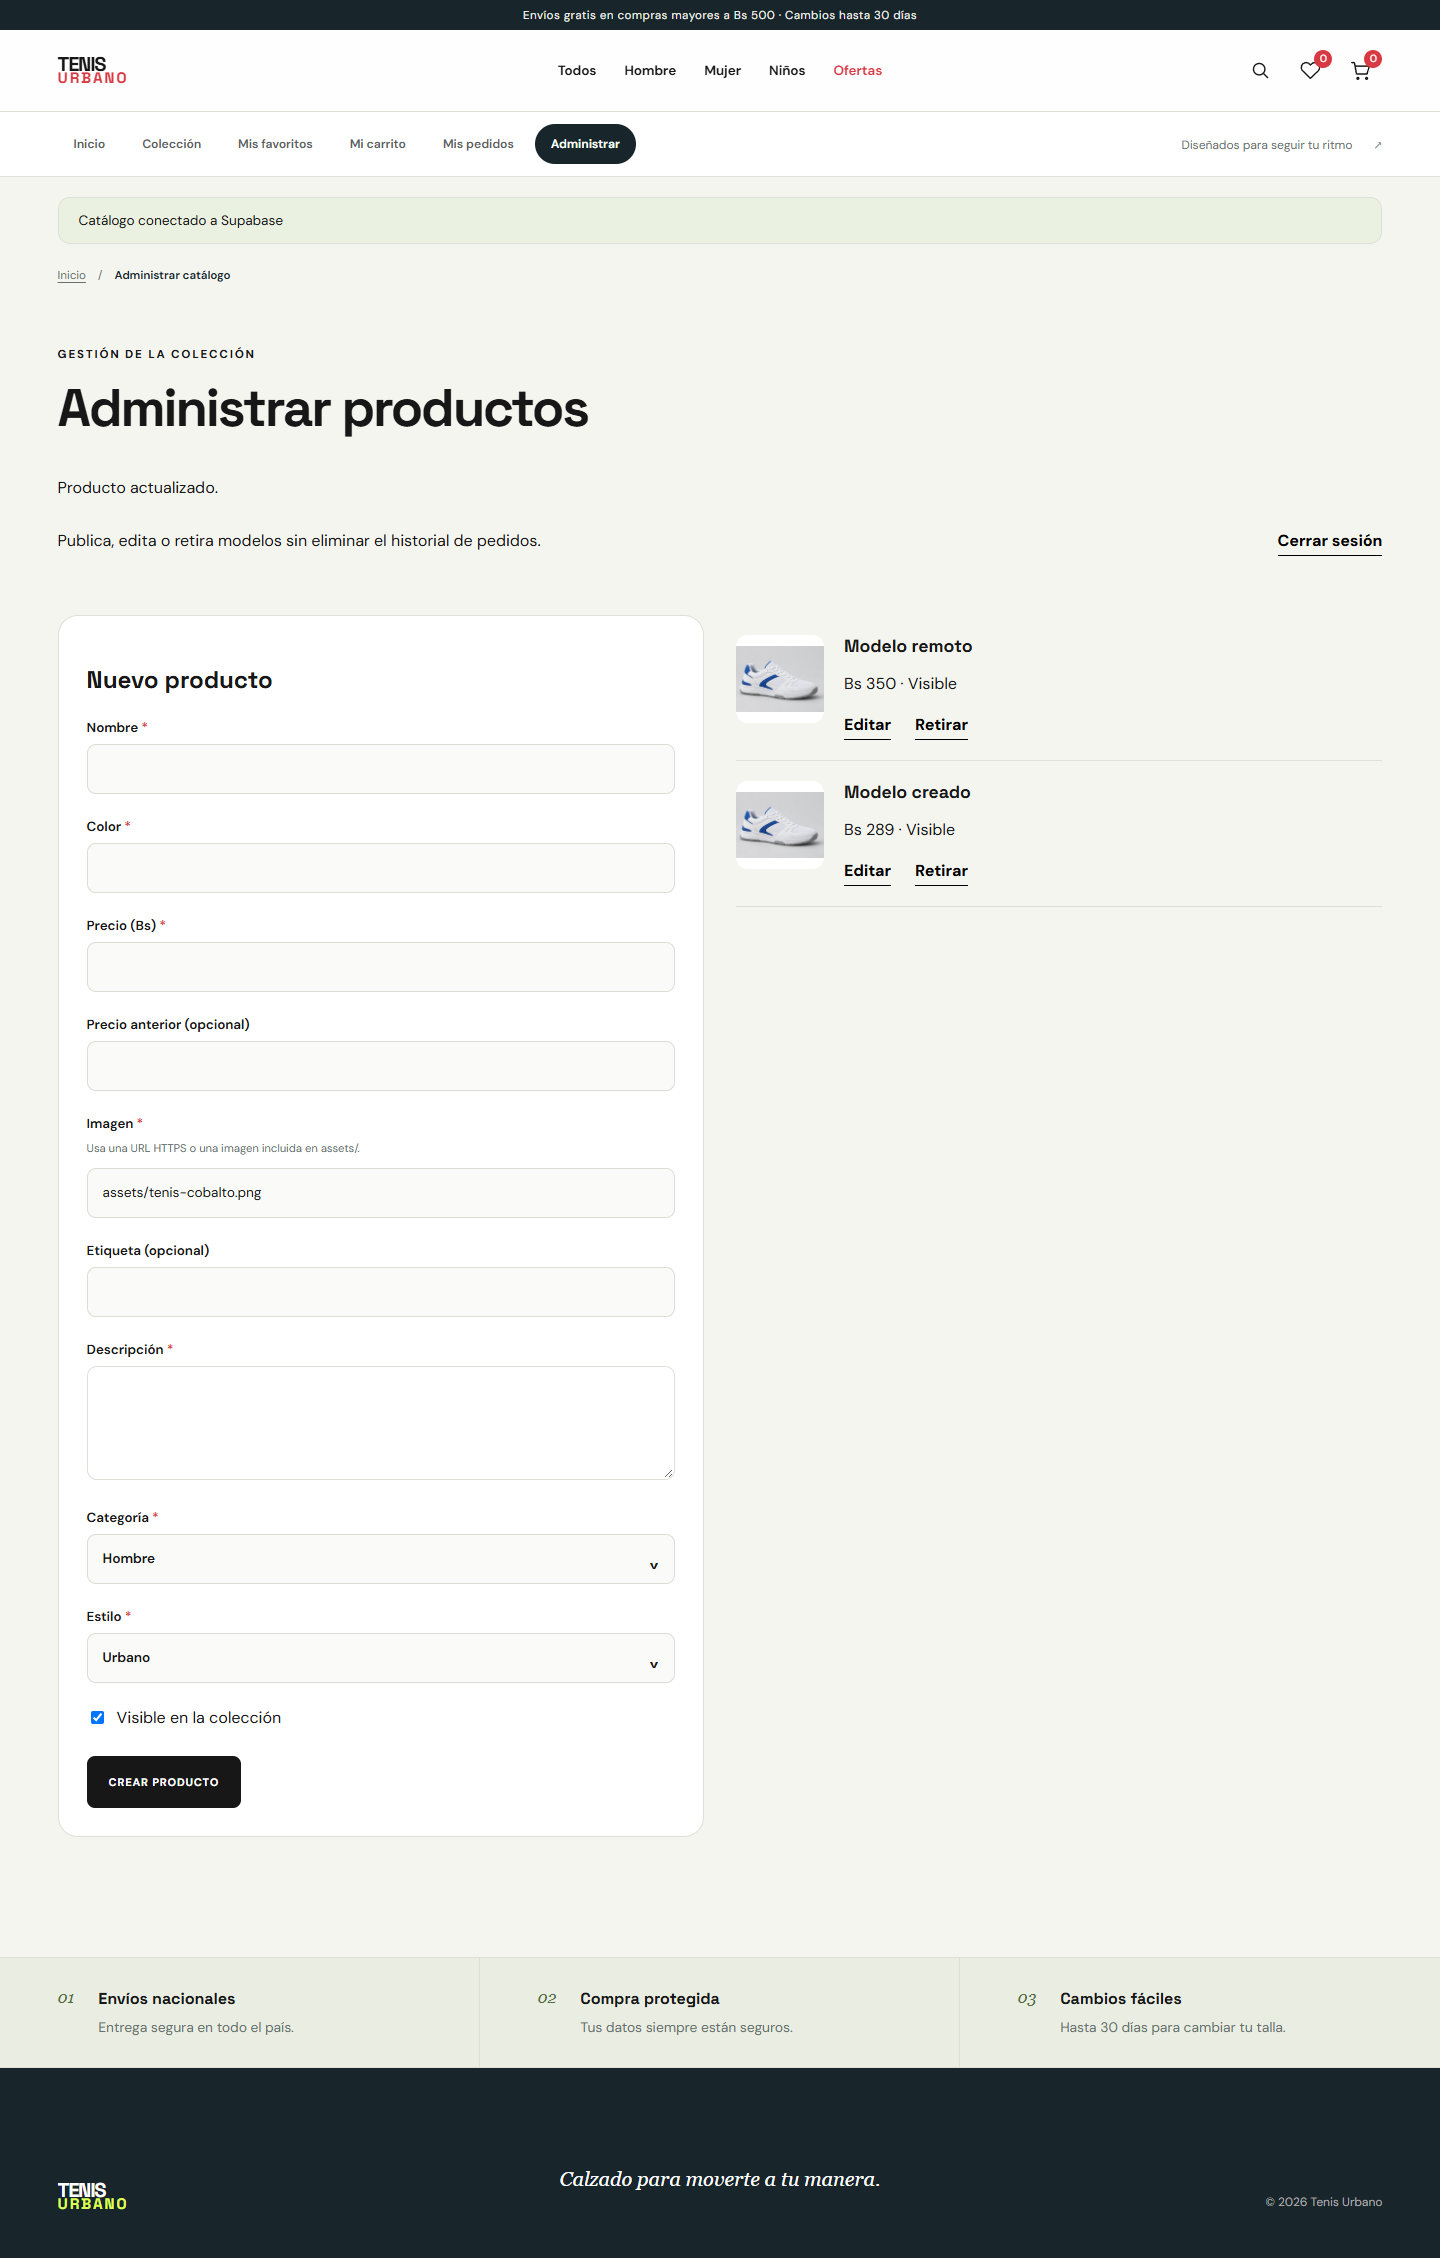 Envíos gratis en compras mayores a Bs 500 · Cambios hasta 30 días
TENIS
URBANO
Todos Hombre Mujer Niños Ofertas
0 0
Inicio Colección Mis favoritos Mi carrito Mis pedidos Administrar
Diseñados para seguir tu ritmo ↗
Catálogo conectado a Supabase
Inicio / Administrar catálogo
GESTIÓN DE LA COLECCIÓN
Administrar productos
Producto actualizado.
Publica, edita o retira modelos sin eliminar el historial de pedidos.
Cerrar sesión
Nuevo producto
Nombre *
Color *
Precio (Bs) *
Precio anterior (opcional)
Imagen *
Usa una URL HTTPS o una imagen incluida en assets/.
assets/tenis-cobalto.png
Etiqueta (opcional)
Descripción *
Categoría *
Hombre
Estilo *
Urbano
Visible en la colección
CREAR PRODUCTO
Modelo remoto
Bs 350 · Visible
Editar Retirar
Modelo creado
Bs 289 · Visible
Editar Retirar
01 Envíos nacionales
Entrega segura en todo el país.
02 Compra protegida
Tus datos siempre están seguros.
03 Cambios fáciles
Hasta 30 días para cambiar tu talla.
TENIS
URBANO
Calzado para moverte a tu manera.
© 2026 Tenis Urbano